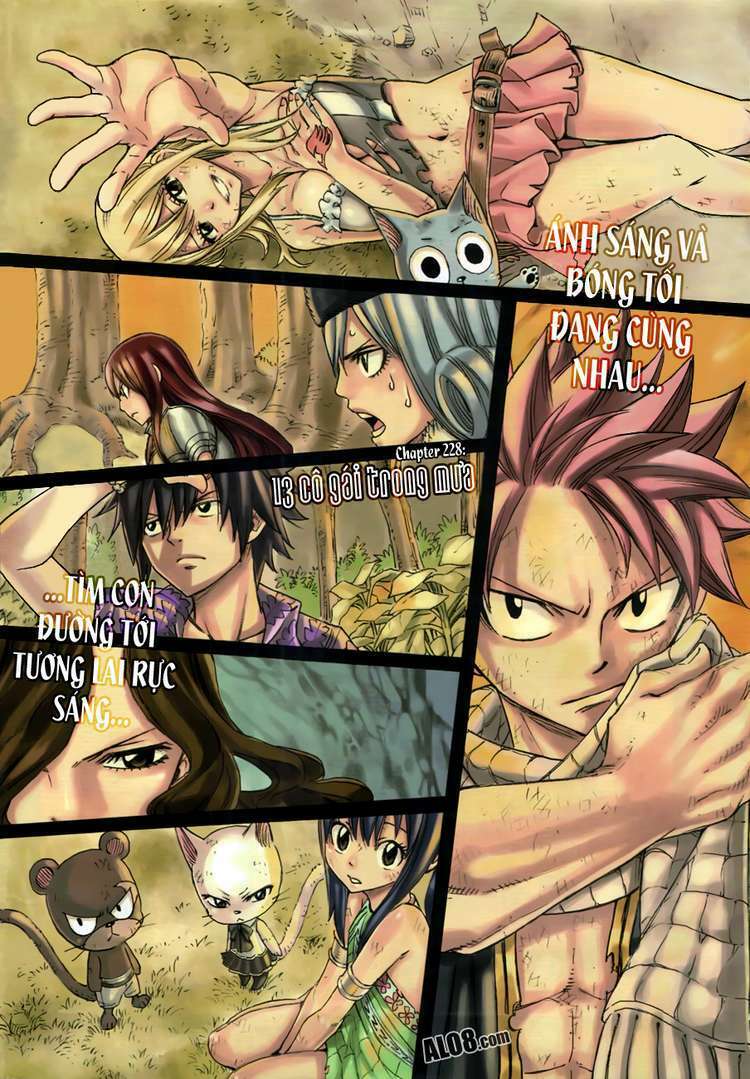 ÁNH SÁNG VÀ
BÓNG TỐI
ĐANG CÙNG
NHAU...
Chapter 228:
13 cô gái trong mưa
...TÌM CON
ĐƯỜNG TỚI
TƯƠNG LAI RỰC
SÁNG...
ALO8.com